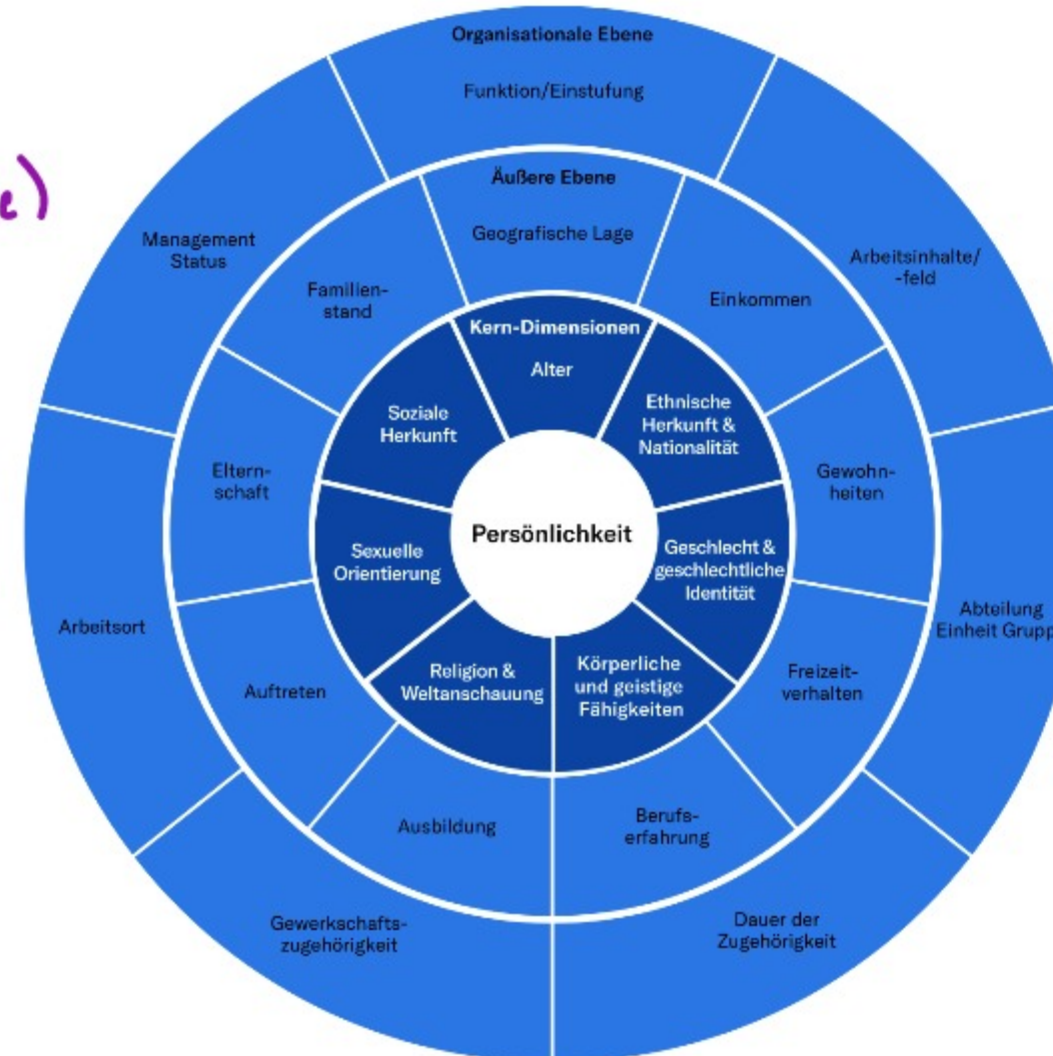 Organisationale Ebene
Funktion/Einstufung
Äußere Ebene
Geografische Lage
Management
Status
Arbeitsinhalte/
-feld
Familien-
stand
Einkommen
Kern-Dimensionen
Alter
Soziale
Herkunft
Ethnische
Herkunft &
Nationalität
Eltern-
schaft
Gewohn-
heiten
Persönlichkeit
Sexuelle
Orientierung
Geschlecht &
geschlechtliche
Identität
Arbeitsort
Abteilung
Einheit
Religion &
Weltanschauung
Körperliche
und geistige
Fähigkeiten
Auftreten
Freizeit-
verhalten
Ausbildung
Berufs-
erfahrung
Gewerkschafts-
zugehörigkeit
Dauer der
Zugehörigkeit